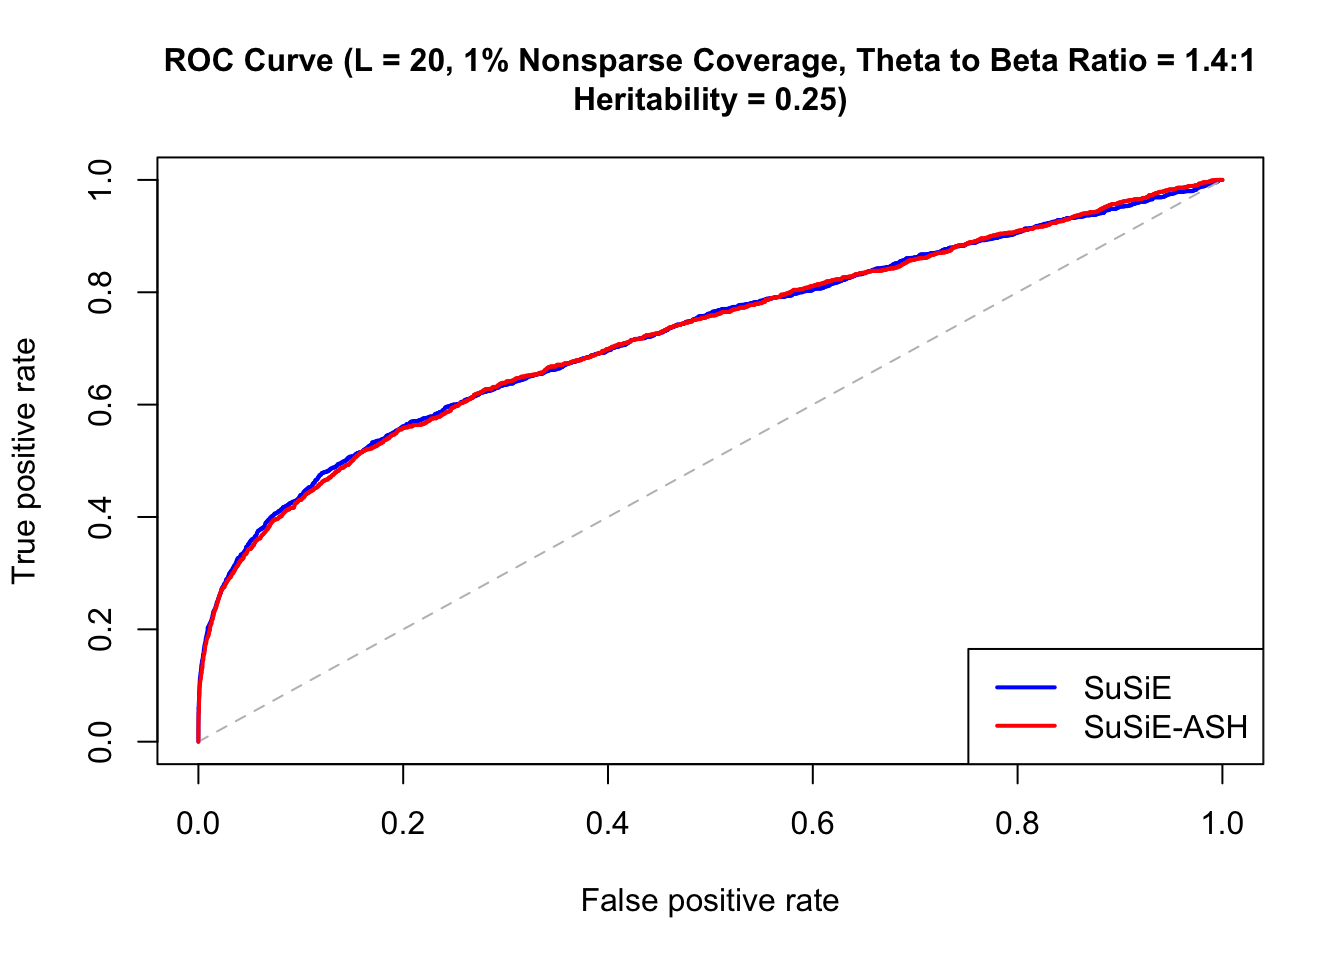 ROC Curve (L = 20, 1% Nonsparse Coverage, Theta to Beta Ratio = 1.4:1
Heritability = 0.25)
True positive rate
1.0
0.8
0.6
0.4
0.2
0.0
SuSiE
SuSiE-ASH
0.0 0.2 0.4 0.6 0.8 1.0
False positive rate